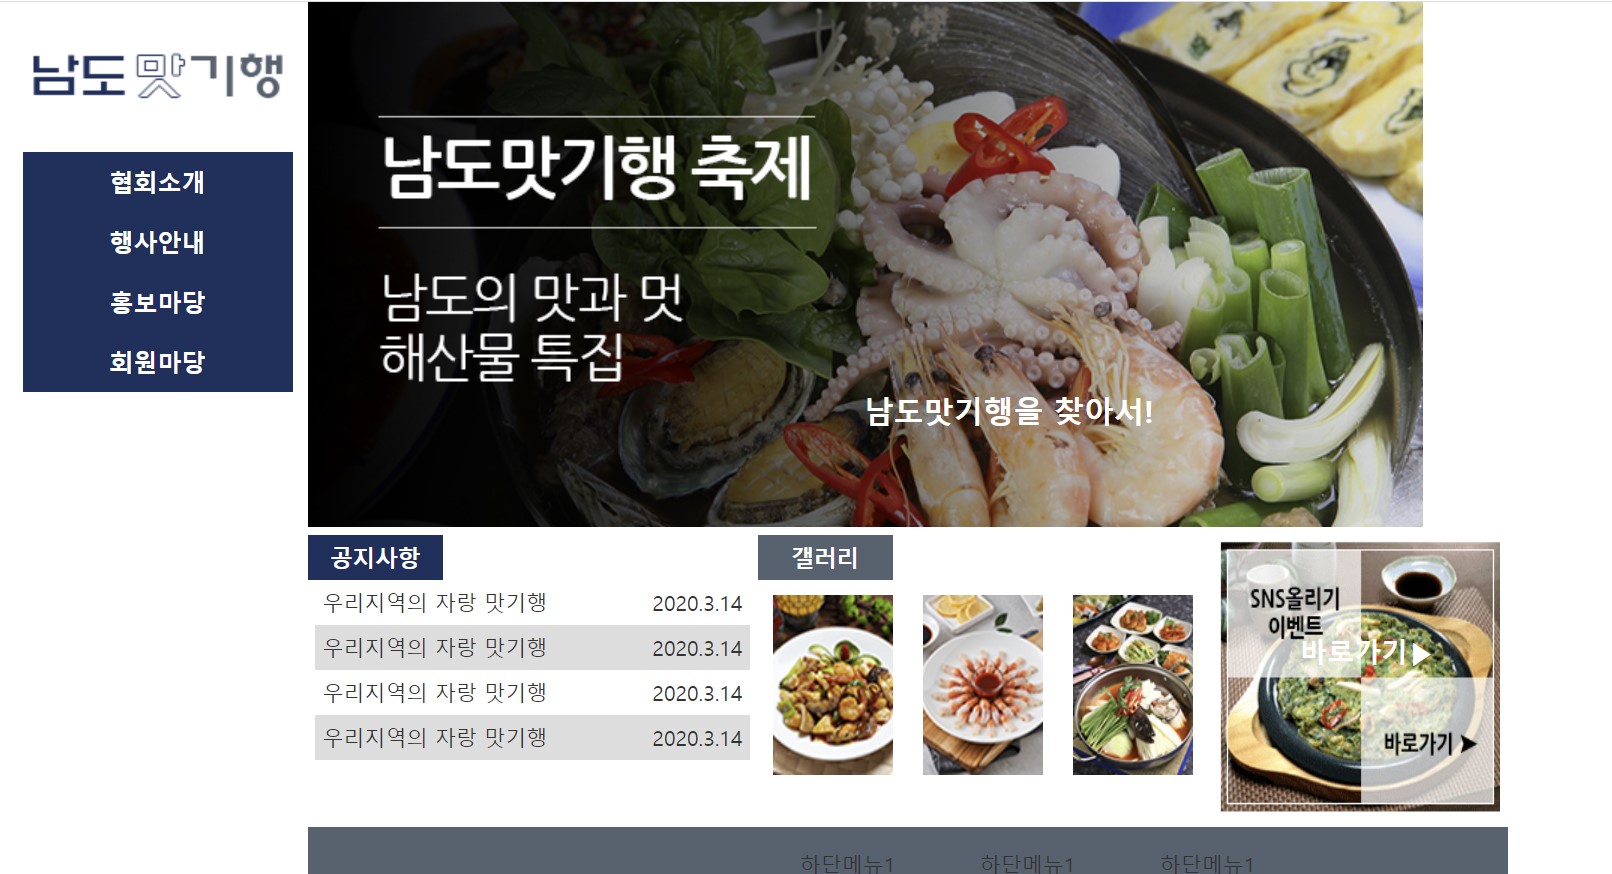 남도맛기행
협회소개
행사안내
홍보마당
회원마당
남도맛기행 축제
남도의 맛과 멋
해산물 특집
남도맛기행을 찾아서!
공지사항
우리지역의 자랑 맛기행 2020.3.14
우리지역의 자랑 맛기행 2020.3.14
우리지역의 자랑 맛기행 2020.3.14
우리지역의 자랑 맛기행 2020.3.14
갤러리
SNS올리기
이벤트
바로가기▶
바로가기 ➤
하단메뉴1 하단메뉴1 하단메뉴1